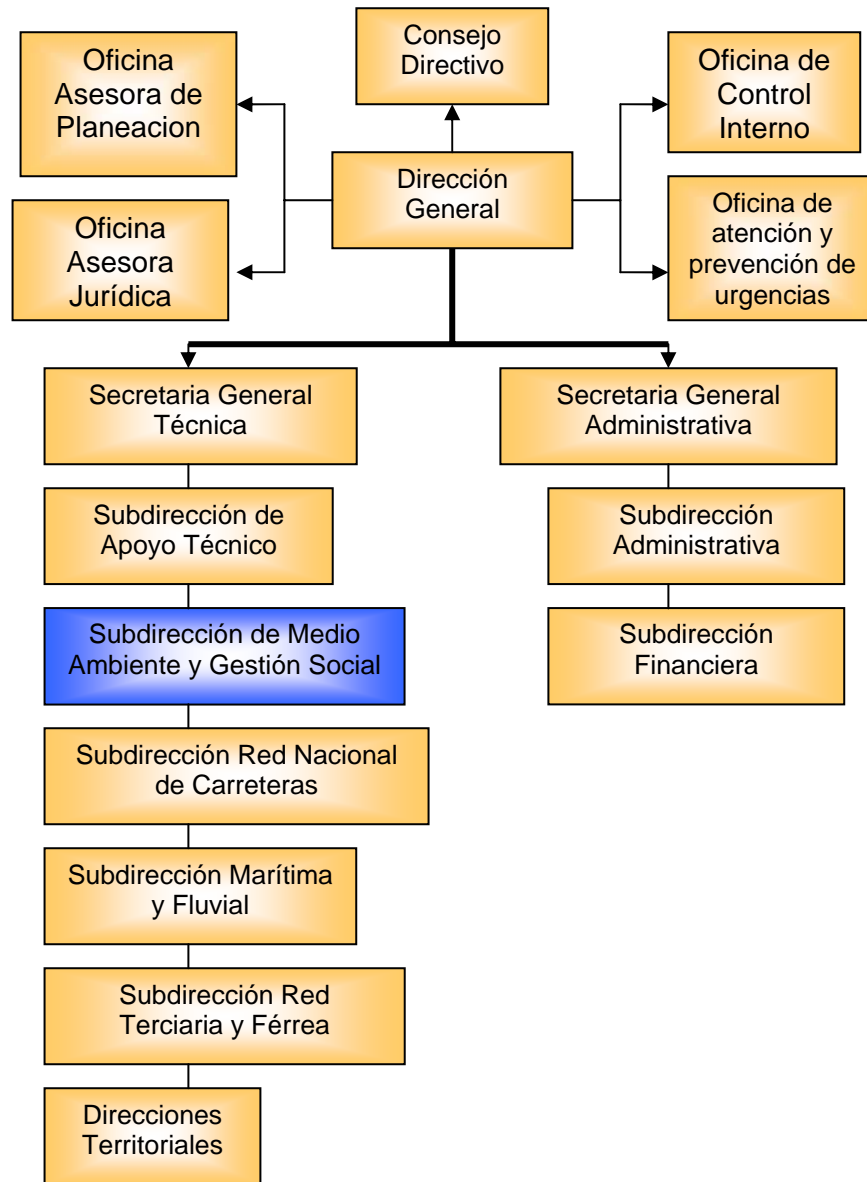 Oficina
Asesora de
Planeacion
Consejo
Directivo
Oficina de
Control
Interno
Dirección
General
Oficina
Asesora
Jurídica
Oficina de
atención y
prevención de
urgencias
Secretaria General
Técnica
Secretaria General
Administrativa
Subdirección de
Apoyo Técnico
Subdirección
Administrativa
Subdirección de Medio
Ambiente y Gestión Social
Subdirección
Financiera
Subdirección Red Nacional
de Carreteras
Subdirección Marítima
y Fluvial
Subdirección Red
Terciaria y Férrea
Direcciones
Territoriales